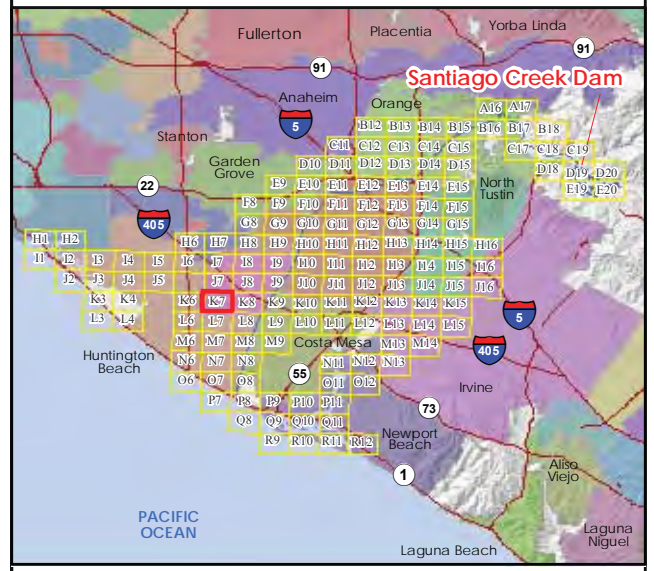 Yorba Linda
Fullerton
Placentia
91
91
Santiago Creek Dam
Anaheim
Orange
A16 A17
5
B12 B13 B14 B15 B16 B17 B18
Stanton
C11 C12 C13 C14 C15 C17 C18 C19
Garden
Grove
D10 D11 D12 D13 D14 D15 D18 D19 D20
22
E9 E10 E11 E12 E13 E14 E15 E19 E20
North
Tustin
F8 F9 F10 F11 F12 F13 F14 F15
405
G8 G9 G10 G11 G12 G13 G14 G15
H1 H2 H6 H7 H8 H9 H10 H11 H12 H13 H14 H15 H16
I1 I2 I3 I4 I5 I6 I7 I8 I9 I10 I11 I12 I13 I14 I15 I16
J2 J3 J4 J5 J7 J8 J9 J10 J11 J12 J13 J14 J15 J16
K3 K4 K6 K7 K8 K9 K10 K11 K12 K13 K14 K15
5
L3 L4 L6 L7 L8 L9 L10 L11 L12 L13 L14 L15
M6 M7 M8 M9 Costa Mesa M13 M14
405
Huntington
Beach
N6 N7 N8 N11 N12 N13
55
O6 O7 O8 O11 O12
Irvine
P7 P8 P9 P10 P11
73
Q8 Q9 Q10 Q11
Newport
Beach
R9 R10 R11 R12
1
Aliso
Viejo
PACIFIC
OCEAN
Laguna
Niguel
Laguna Beach